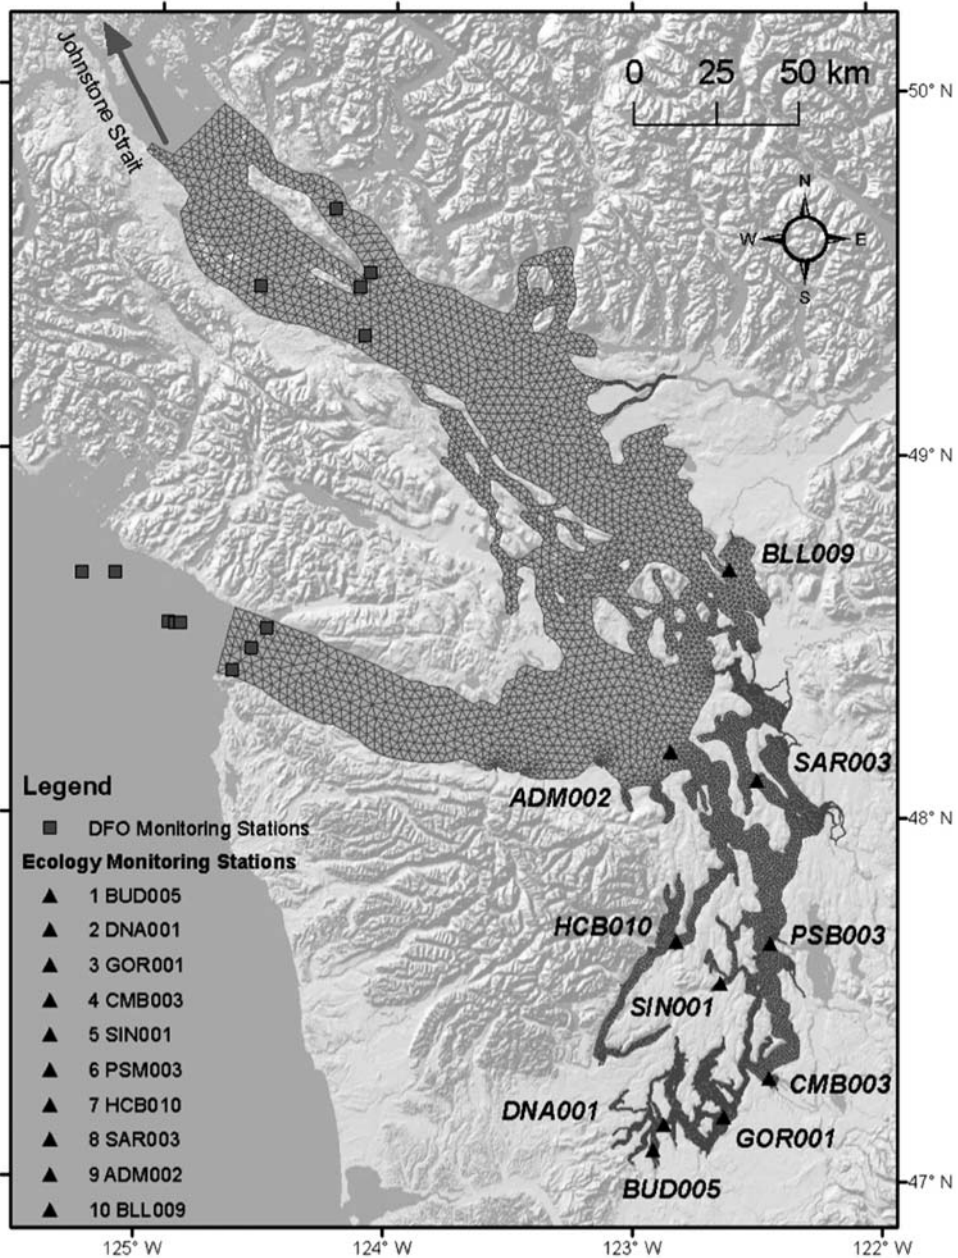 Johnstone Strait
0 25 50 km
50° N
N
W E
S
49° N
BLL009
SAR003
ADM002
48° N
HCB010
PSB003
SIN001
CMB003
DNA001
GOR001
BUD005
47° N
Legend
DFO Monitoring Stations
Ecology Monitoring Stations
1 BUD005
2 DNA001
3 GOR001
4 CMB003
5 SIN001
6 PSM003
7 HCB010
8 SAR003
9 ADM002
10 BLL009
125° W 124° W 123° W 122° W